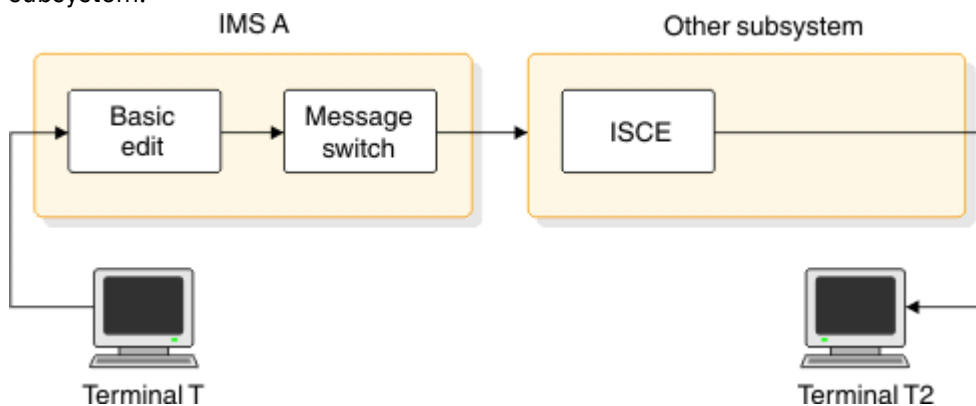 subsystem.
IMS A
Other subsystem
Basic
edit
Message
switch
ISCE
Terminal T
Terminal T2